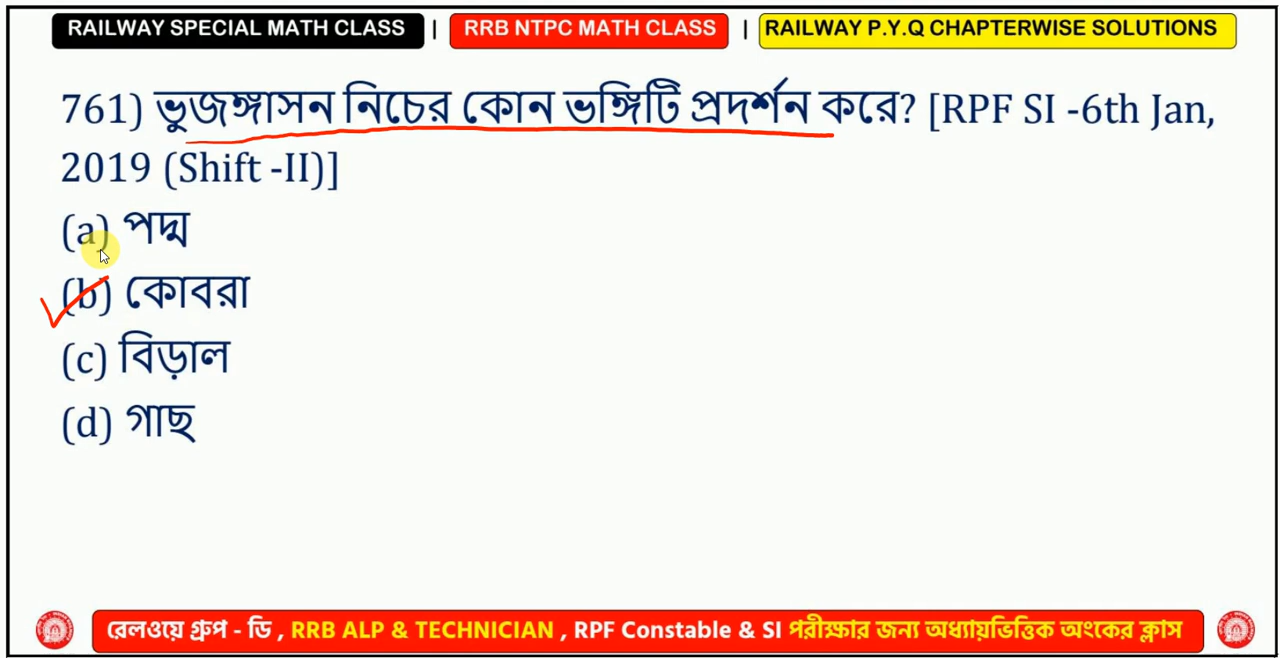 RAILWAY SPECIAL MATH CLASS | RRB NTPC MATH CLASS | RAILWAY P.Y.Q CHAPTERWISE SOLUTIONS
761) ভুজঙ্গাসন নিচের কোন ভঙ্গিটি প্রদর্শন করে? [RPF SI -6th Jan,
2019 (Shift -II)]
(a) পদ্ম
(b) কোবরা
(c) বিড়াল
(d) গাছ
রেলওয়ে গ্রুপ - ডি , RRB ALP & TECHNICIAN , RPF Constable & SI পরীক্ষার জন্য অধ্যায়ভিত্তিক অংকের ক্লাস